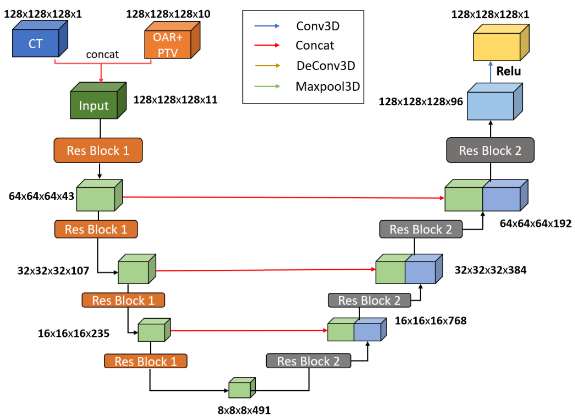 128x128x128x1
128x128x128x10
CT
OAR+
PTV
concat
Input
128x128x128x11
Res Block 1
64x64x64x43
Res Block 1
32x32x32x107
Res Block 1
16x16x16x235
Res Block 1
8x8x8x491
Conv3D
Concat
DeConv3D
Maxpool3D
128x128x128x1
Relu
128x128x128x96
Res Block 2
64x64x64x192
Res Block 2
32x32x32x384
Res Block 2
16x16x16x768
Res Block 2